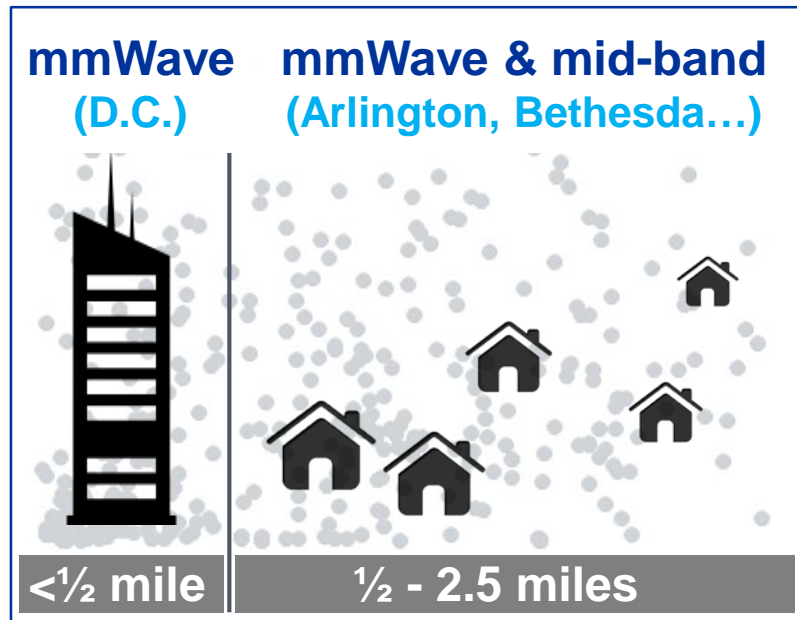 mmWave
(D.C.)
mmWave & mid-band
(Arlington, Bethesda…)
<½ mile
½ - 2.5 miles